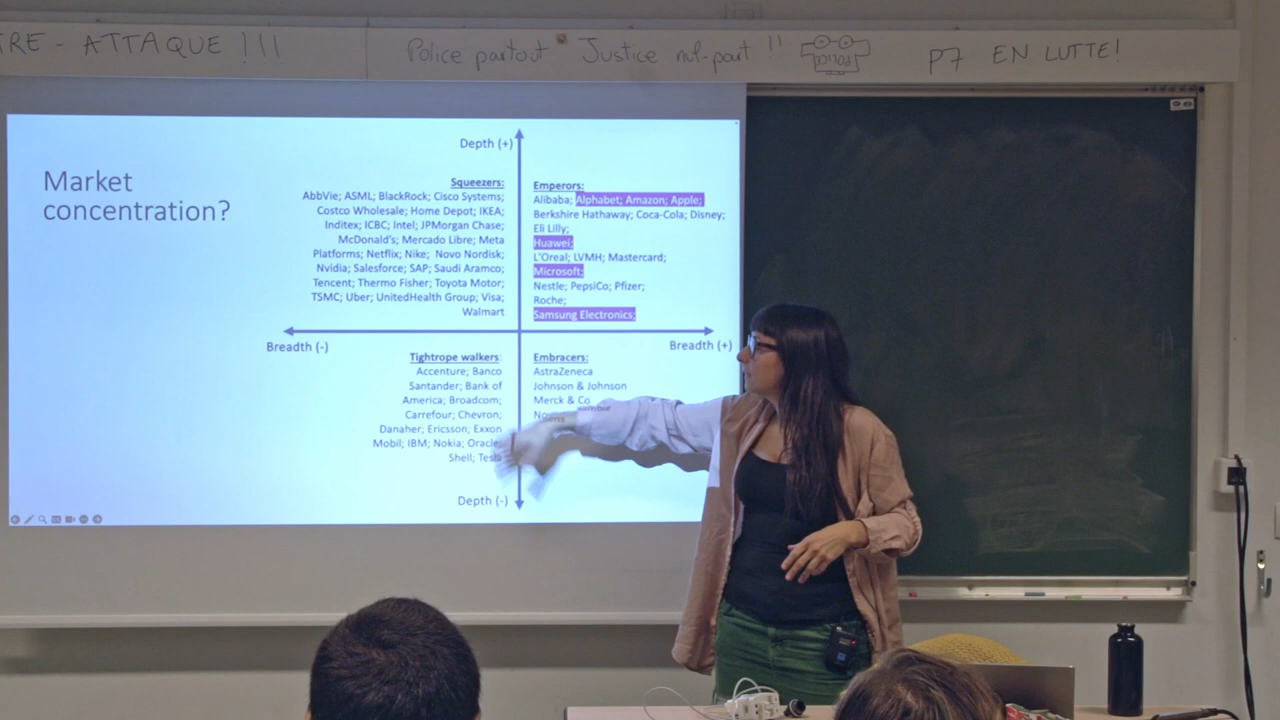 TRE - ATTAQUE !!!
Police partout Justice nul-part !!
POLICE
P7 EN LUTTE!
Market
concentration?
Depth (+)
Squeezers:
AbbVie; ASML; BlackRock; Cisco Systems;
Costco Wholesale; Home Depot; IKEA;
Inditex; ICBC; Intel; JPMorgan Chase;
McDonald's; Mercado Libre; Meta
Platforms; Netflix; Nike; Novo Nordisk;
Nvidia; Salesforce; SAP; Saudi Aramco;
Tencent; Thermo Fisher; Toyota Motor;
TSMC; Uber; UnitedHealth Group; Visa;
Walmart
Emperors:
Alibaba; Alphabet; Amazon; Apple;
Berkshire Hathaway; Coca-Cola; Disney;
Eli Lilly;
Huawei;
L'Oreal; LVMH; Mastercard;
Microsoft;
Nestle; PepsiCo; Pfizer;
Roche;
Samsung Electronics;
Breadth (-)
Breadth (+)
Tightrope walkers:
Accenture; Banco
Santander; Bank of
America; Broadcom;
Carrefour; Chevron;
Danaher; Ericsson; Exxon
Mobil; IBM; Nokia; Oracle;
Shell; Tesla
Embracers:
AstraZeneca
Johnson & Johnson
Merck & Co
Depth (-)